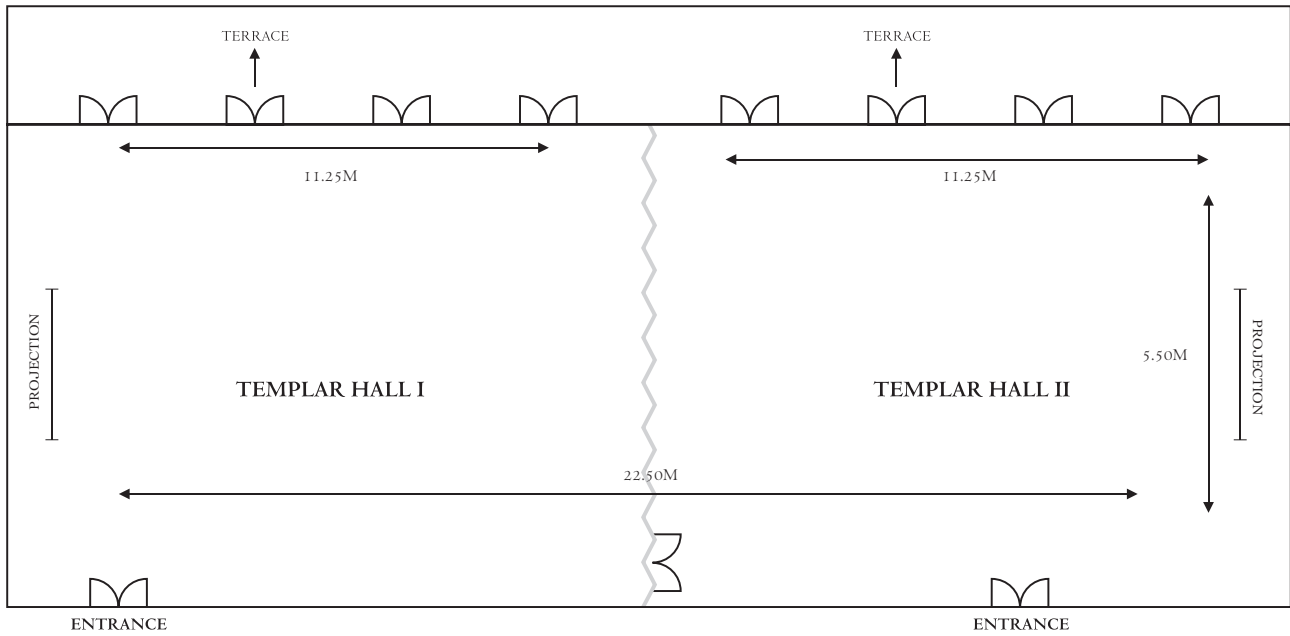 TERRACE
TERRACE
11.25M
11.25M
PROJECTION
PROJECTION
5.50M
TEMPLAR HALL I
TEMPLAR HALL II
22.50M
ENTRANCE
ENTRANCE